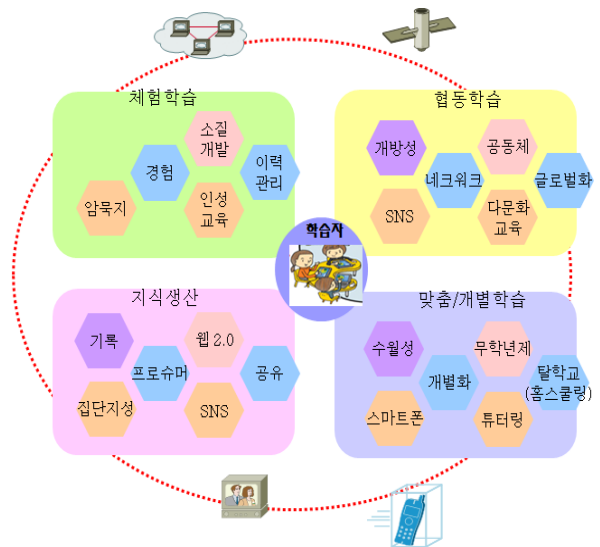 체험학습
소질
개발
경험
이력
관리
암묵지
인성
교육
협동학습
개방성
공동체
네크워크
글로벌화
SNS
다문화
교육
학습자
지식생산
기록
웹 2.0
프로슈머
공유
집단지성
SNS
맞춤/개별학습
수월성
무학년제
개별화
탈학교
(홈스쿨링)
스마트폰
튜터링